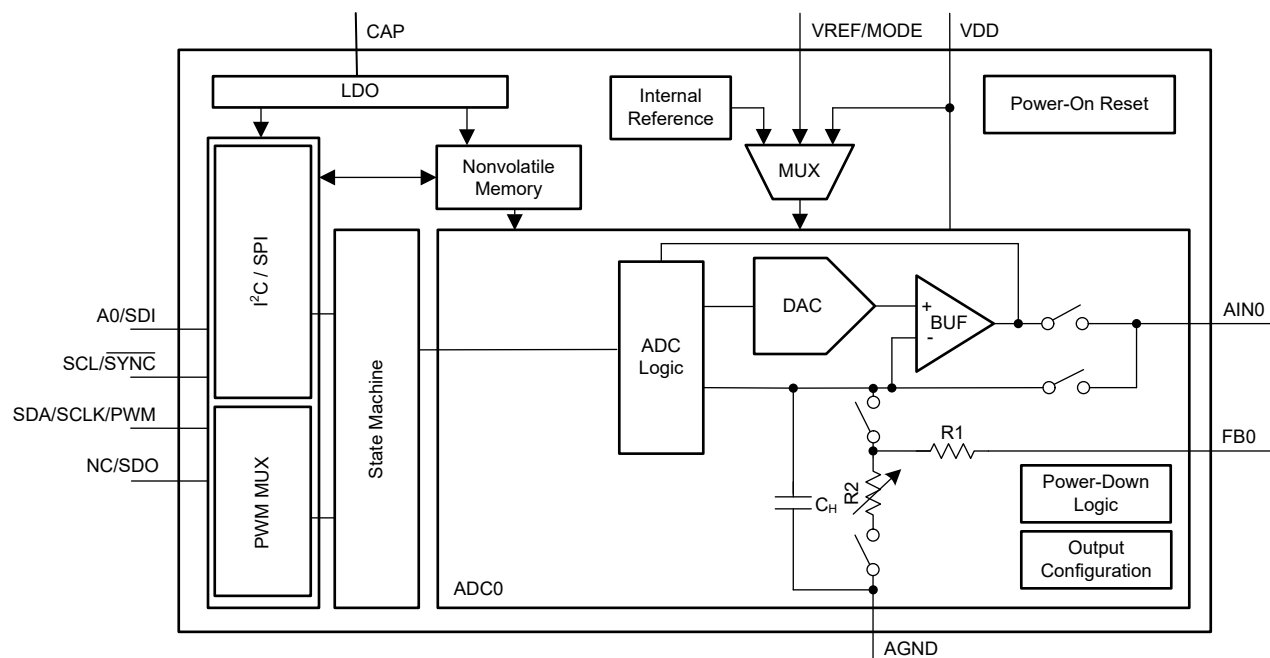 CAP
VREF/MODE
VDD
LDO
Internal
Reference
Power-On Reset
MUX
Nonvolatile
Memory
I²C / SPI
A0/SDI
SCL/SYNC
SDA/SCLK/PWM
NC/SDO
PWM MUX
State Machine
ADC
Logic
DAC
+
BUF
-
AIN0
R1
FB0
R2
CH
Power-Down
Logic
Output
Configuration
ADC0
AGND